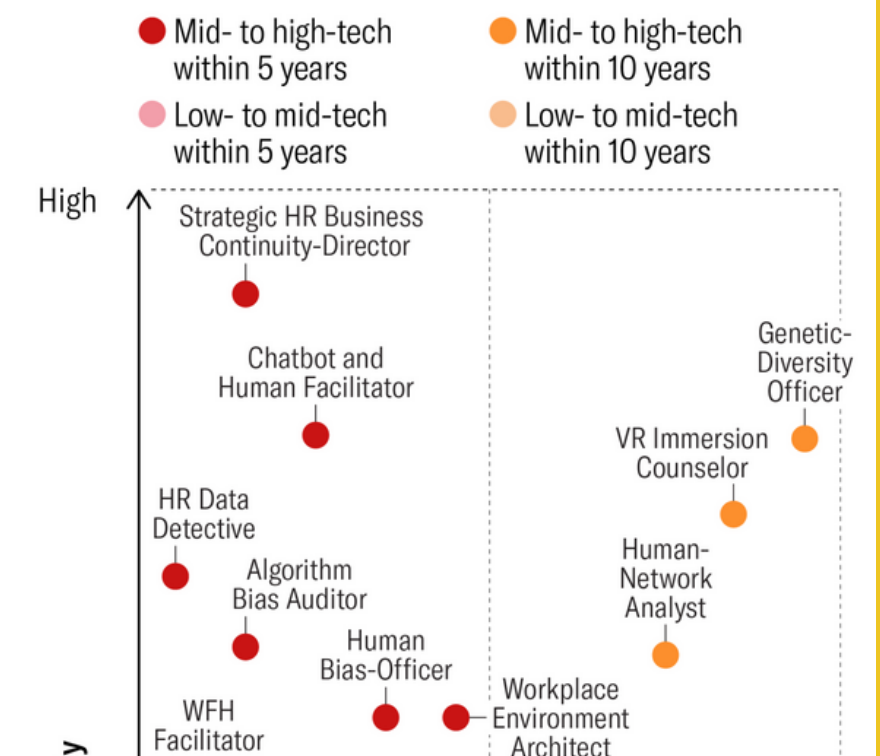 Mid- to high-tech
within 5 years
Mid- to high-tech
within 10 years
Low- to mid-tech
within 5 years
Low- to mid-tech
within 10 years
High
Strategic HR Business
Continuity-Director
Genetic-
Diversity
Officer
Chatbot and
Human Facilitator
VR Immersion
Counselor
HR Data
Detective
Human-
Network
Analyst
Algorithm
Bias Auditor
Human
Bias-Officer
Workplace
Environment
Architect
WFH
Facilitator